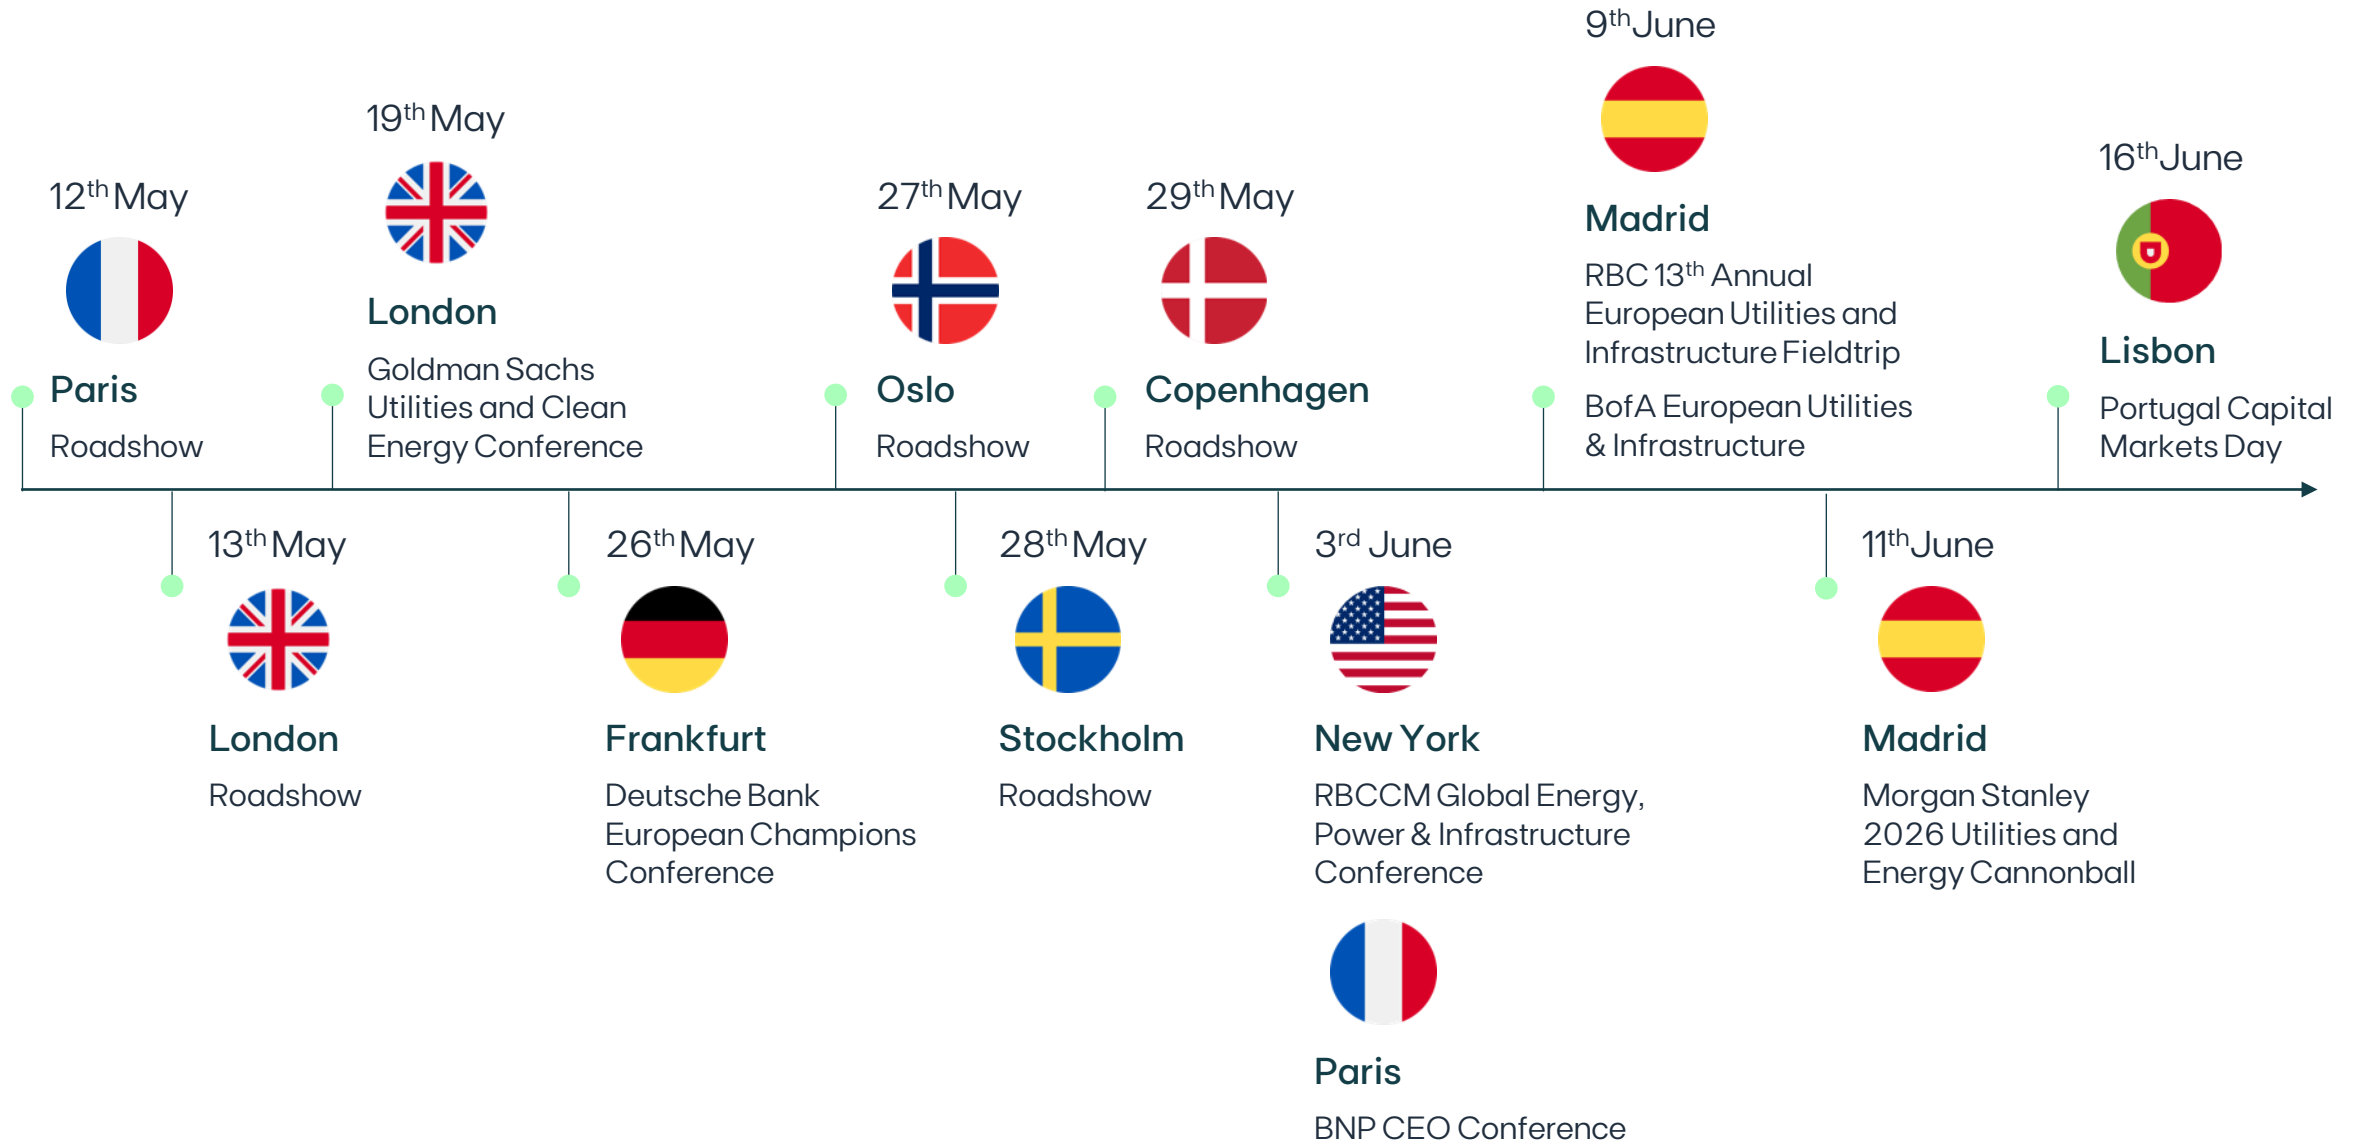 12th May
Paris
Roadshow
13th May
London
Roadshow
19th May
London
Goldman Sachs
Utilities and Clean
Energy Conference
26th May
Frankfurt
Deutsche Bank
European Champions
Conference
27th May
Oslo
Roadshow
28th May
Stockholm
Roadshow
29th May
Copenhagen
Roadshow
3rd June
New York
RBCCM Global Energy,
Power & Infrastructure
Conference
Paris
BNP CEO Conference
9th June
Madrid
RBC 13th Annual
European Utilities and
Infrastructure Fieldtrip
BofA European Utilities
& Infrastructure
11th June
Madrid
Morgan Stanley
2026 Utilities and
Energy Cannonball
16th June
Lisbon
Portugal Capital
Markets Day